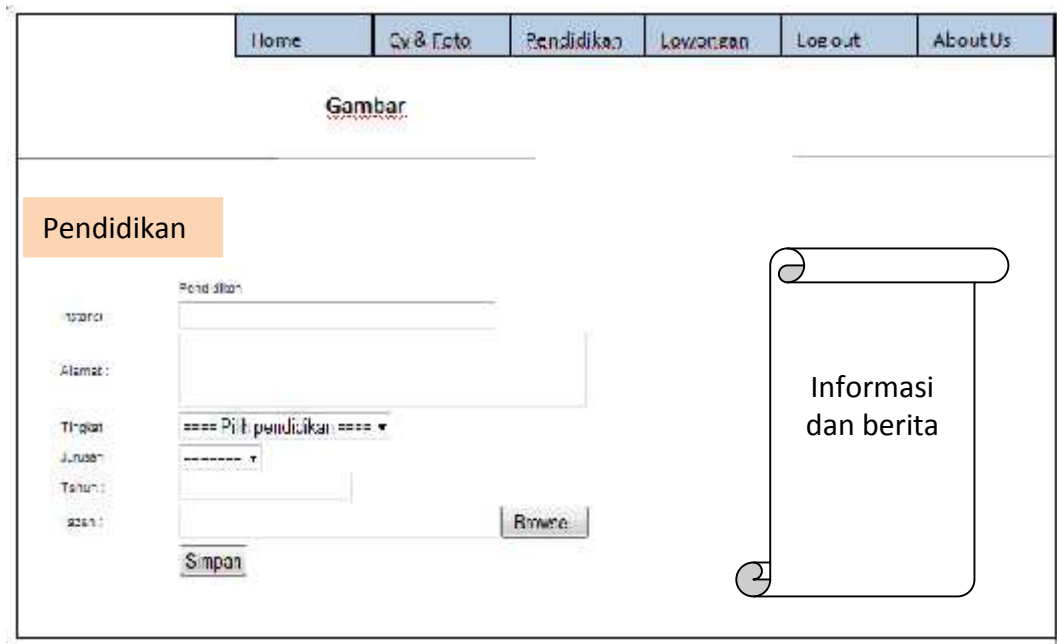 Home Cv & Foto Pendidikan Lowongan Log out About Us
Gambar
Pendidikan
Pendidikan
Instansi
Alamat :
Tingkat
==== Pilih pendidikan ====
Jurusan
-------
Tahun :
Browse
Simpan
Informasi
dan berita